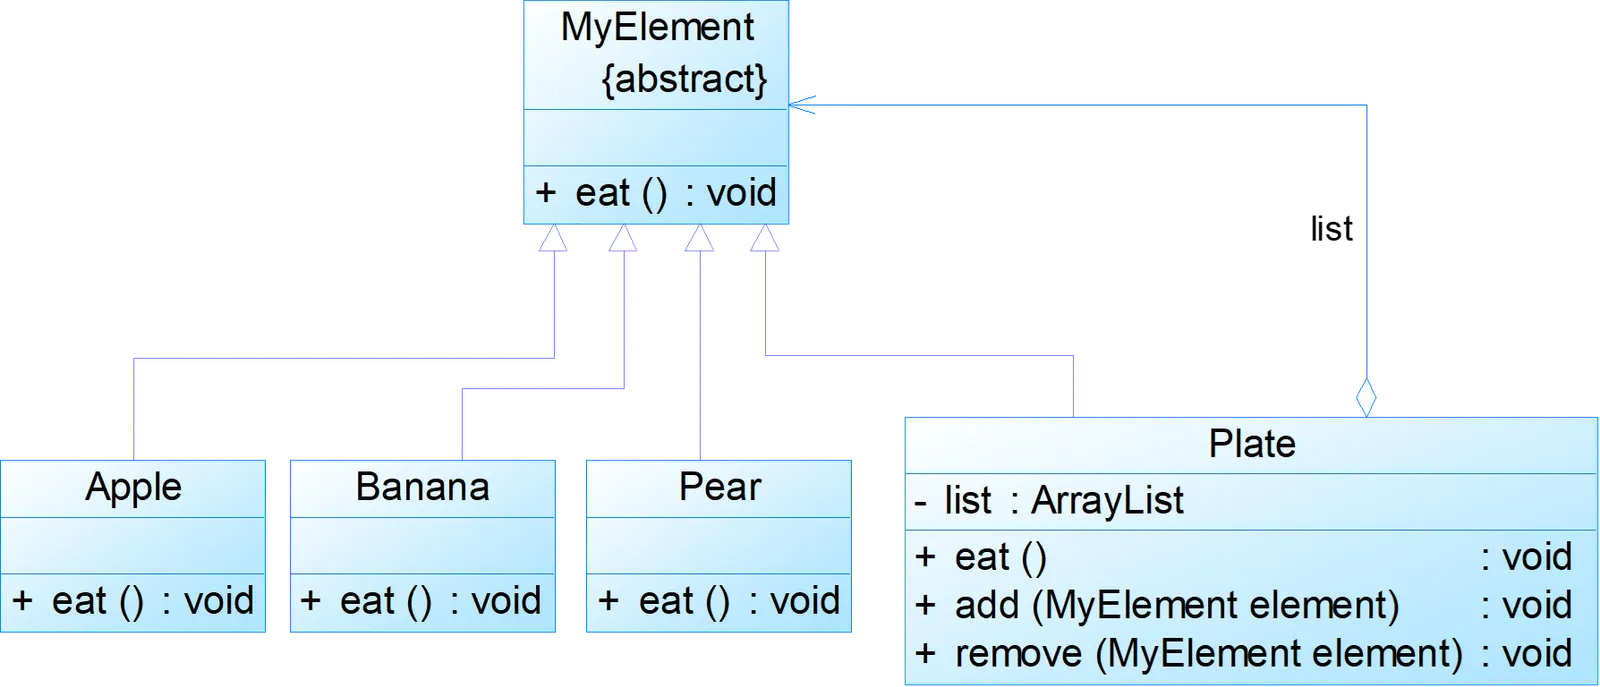 MyElement
{abstract}
+ eat () : void
list
Apple
+ eat () : void
Banana
+ eat () : void
Pear
+ eat () : void
Plate
- list : ArrayList
+ eat () : void
+ add (MyElement element) : void
+ remove (MyElement element) : void